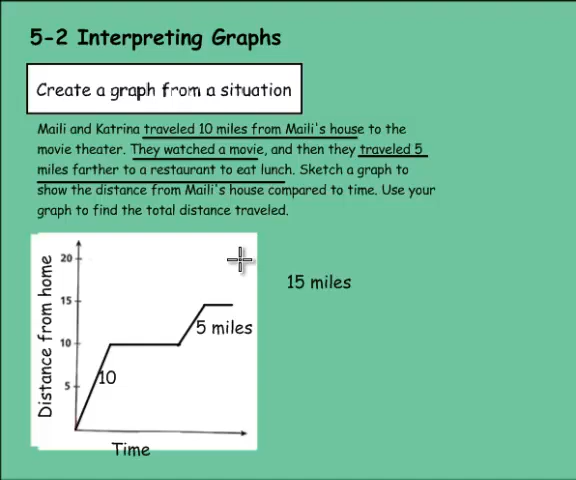 5-2 Interpreting Graphs
Create a graph from a situation
Maili and Katrina traveled 10 miles from Maili's house to the
movie theater. They watched a movie, and then they traveled 5
miles farther to a restaurant to eat lunch. Sketch a graph to
show the distance from Maili's house compared to time. Use your
graph to find the total distance traveled.
Distance from home
20
15
10
5
10
5 miles
Time
15 miles